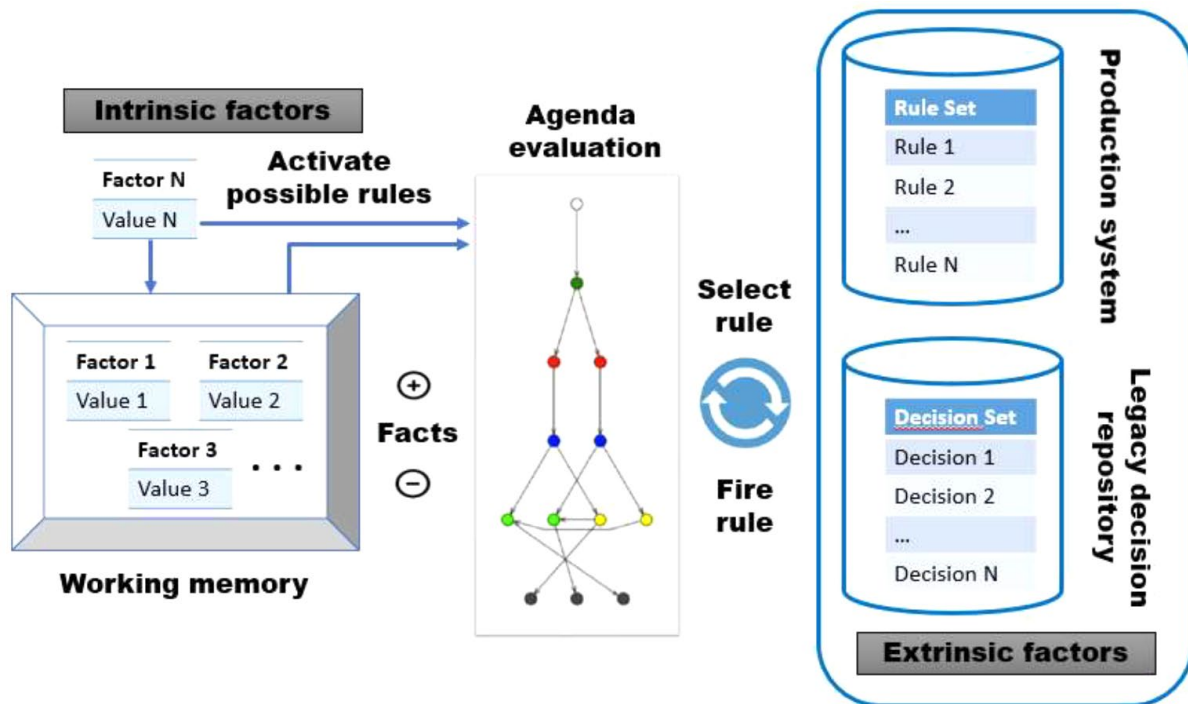 Intrinsic factors
Factor N
Value N
Activate
possible rules
Factor 1
Value 1
Factor 2
Value 2
Factor 3
Value 3
...
Working memory
+
Facts
−
Agenda
evaluation
Select
rule
Fire
rule
Rule Set
Rule 1
Rule 2
...
Rule N
Production system
Decision Set
Decision 1
Decision 2
...
Decision N
Legacy decision
repository
Extrinsic factors